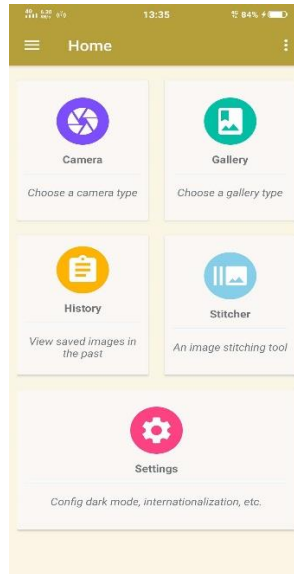 13:35
84%
Home
Camera
Gallery
Choose a camera type
Choose a gallery type
History
Stitcher
View saved images in
the past
An image stitching tool
Settings
Config dark mode, internationalization, etc.